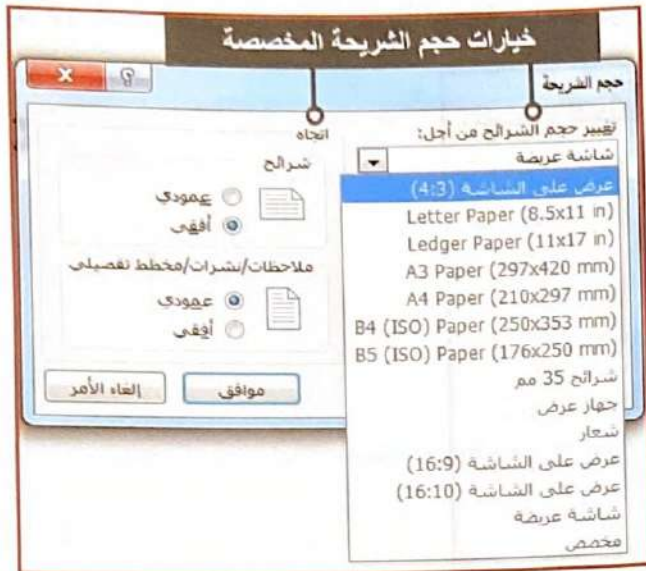 خيارات حجم الشريحة المخصصة
حجم الشريحة
تغيير حجم الشرائح من أجل:
شاشة عريضة
عرض على الشاشة (4:3)
Letter Paper (8.5x11 in)
Ledger Paper (11x17 in)
A3 Paper (297x420 mm)
A4 Paper (210x297 mm)
B4 (ISO) Paper (250x353 mm)
B5 (ISO) Paper (176x250 mm)
شرائح 35 مم
جهاز عرض
شعار
عرض على الشاشة (16:9)
عرض على الشاشة (16:10)
شاشة عريضة
مخصص
اتجاه
شرائح
عمودي
أفقي
ملاحظات/نشرات/مخطط تفصيلي
عمودي
أفقي
موافق
إلغاء الأمر